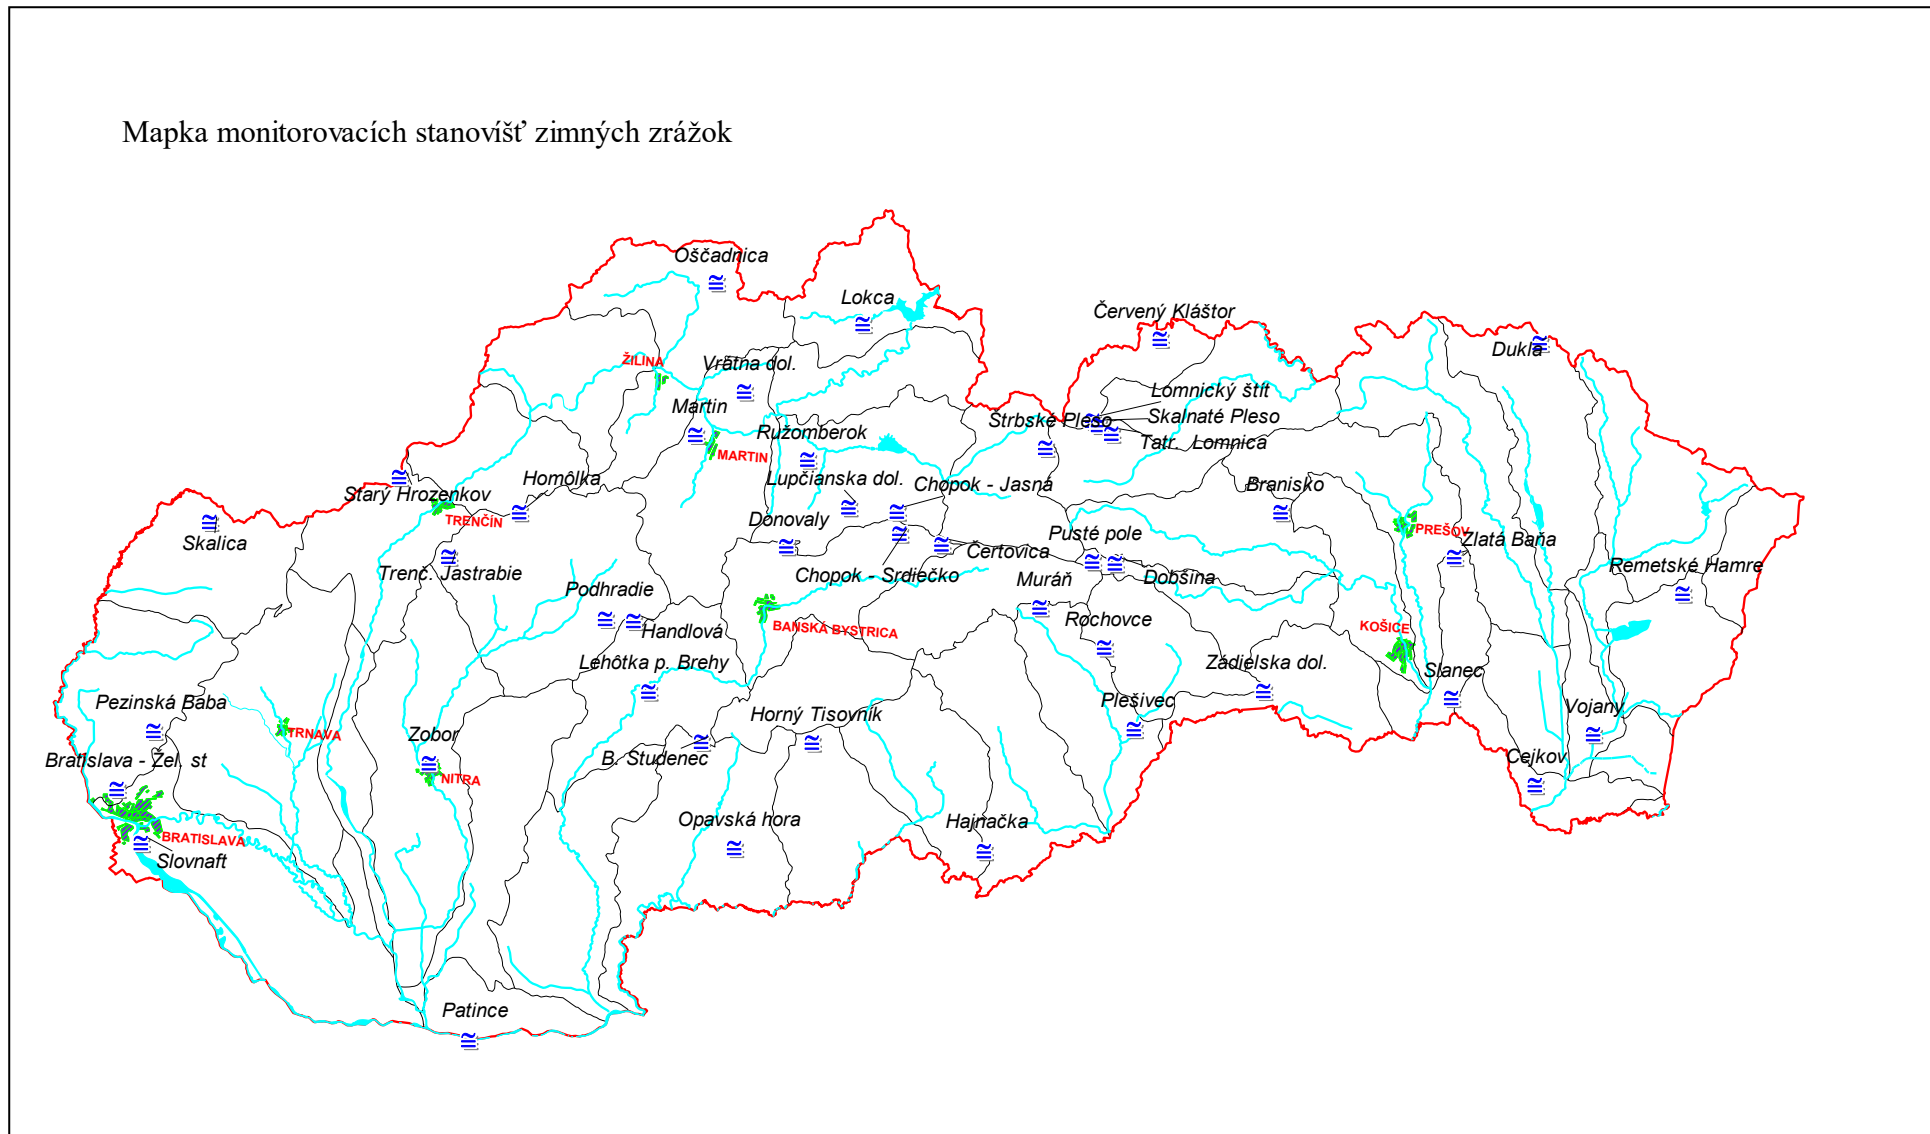 Mapka monitorovacích stanovíšť zimných zrážok
Oščadnica
Lokca
Červený Kláštor
Dukla
ŽILINA
Vrátna dol.
Lomnický štít
Martin
Skalnaté Pleso
Štrbské Pleso
Ružomberok
Tatr. Lomnica
MARTIN
Starý Hrozenkov
Homôlka
Lupčianska dol.
Chopok - Jasná
Branisko
TRENČÍN
Donovaly
PREŠOV
Skalica
Pusté pole
Zlatá Baňa
Čertovica
Trenč. Jastrabie
Chopok - Srdiečko
Muráň
Dobšina
Remetské Hamre
Podhradie
Handlová
BANSKÁ BYSTRICA
Rochovce
KOŠICE
Lehôtka p. Brehy
Zádielska dol.
Slanec
Pezinská Baba
Plešivec
Vojany
TRNAVA
Zobor
Horný Tisovník
Bratislava - Zel. st
B. Studenec
Cejkov
NITRA
Opavská hora
Hajnačka
BRATISLAVA
Slovnaft
Patince